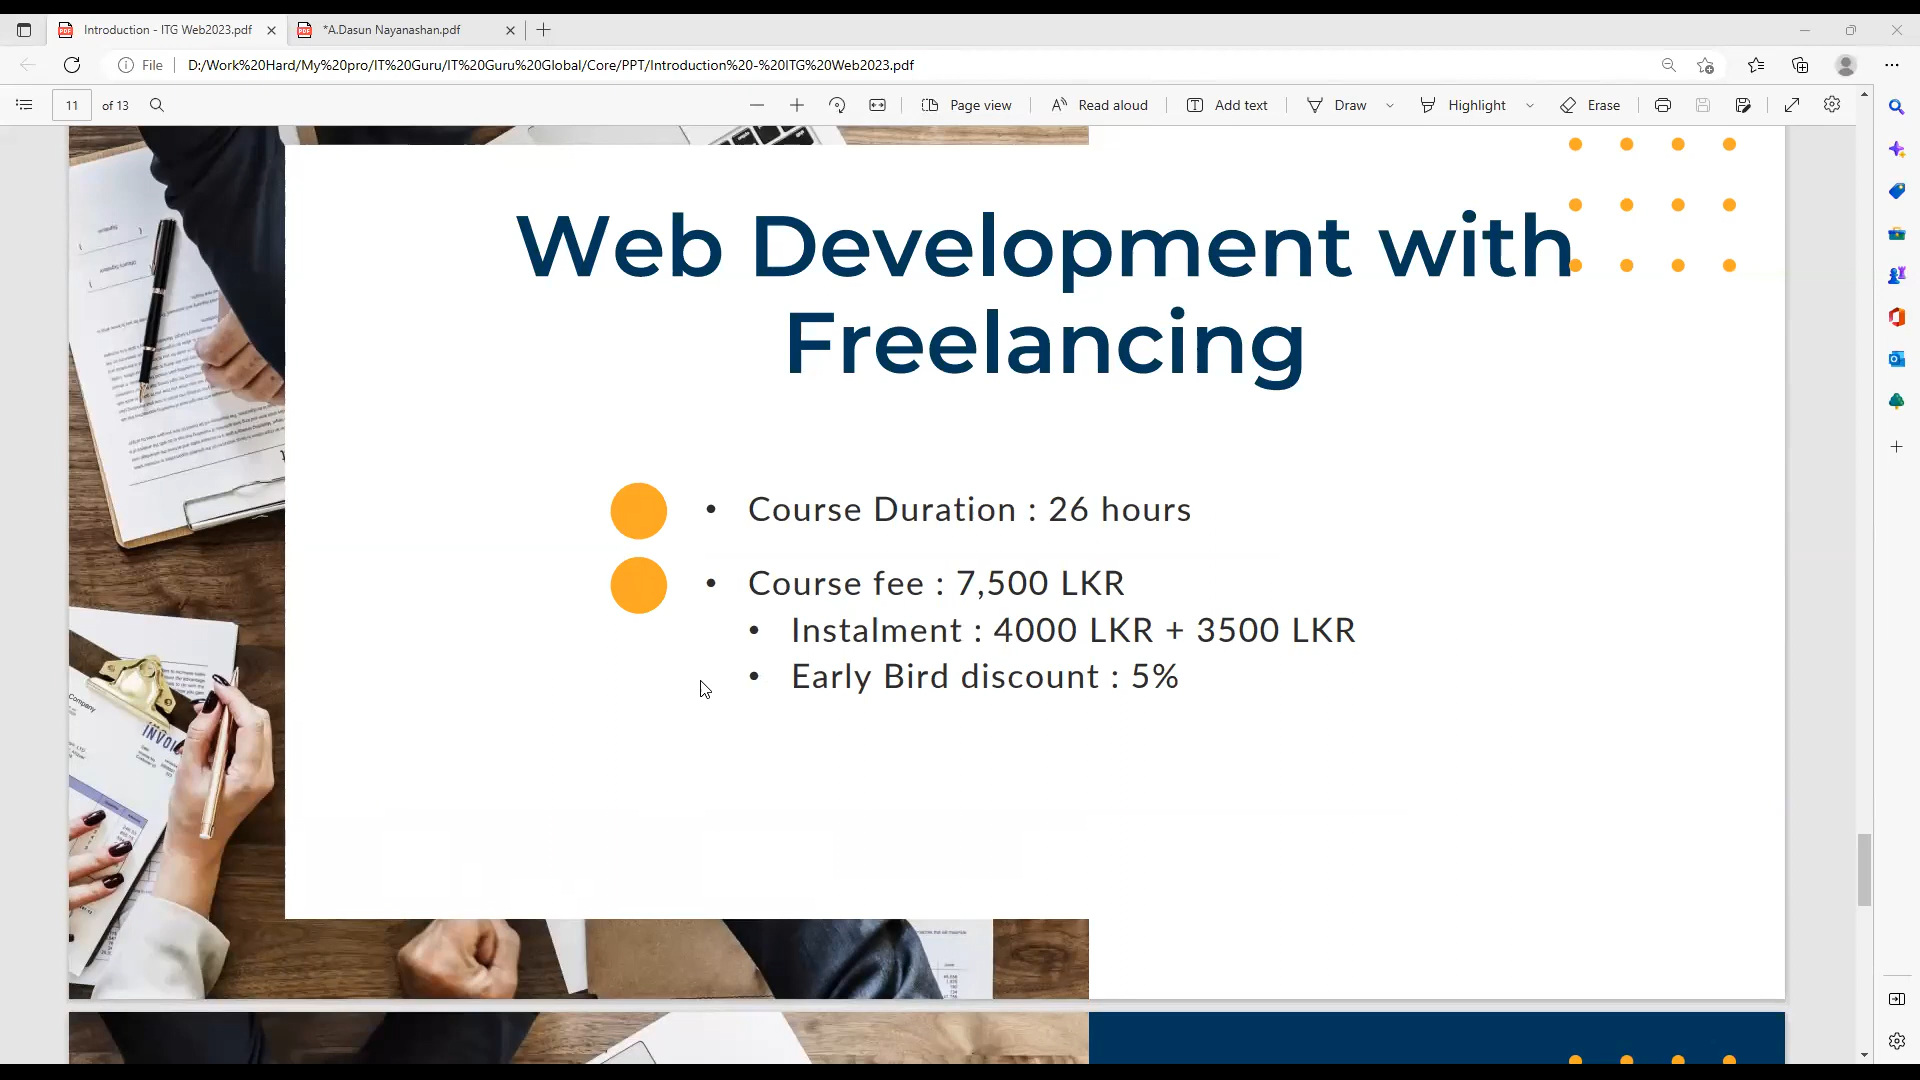 Introduction - ITG Web2023.pdf
*A.Dasun Nayanashan.pdf
File
D:/Work%20Hard/My%20pro/IT%20Guru/IT%20Guru%20Global/Core/PPT/Introduction%20-%20ITG%20Web2023.pdf
11 of 13
Page view
Read aloud
Add text
Draw
Highlight
Erase
Web Development with
Freelancing
• Course Duration : 26 hours
• Course fee : 7,500 LKR
• Instalment : 4000 LKR + 3500 LKR
• Early Bird discount : 5%
Company